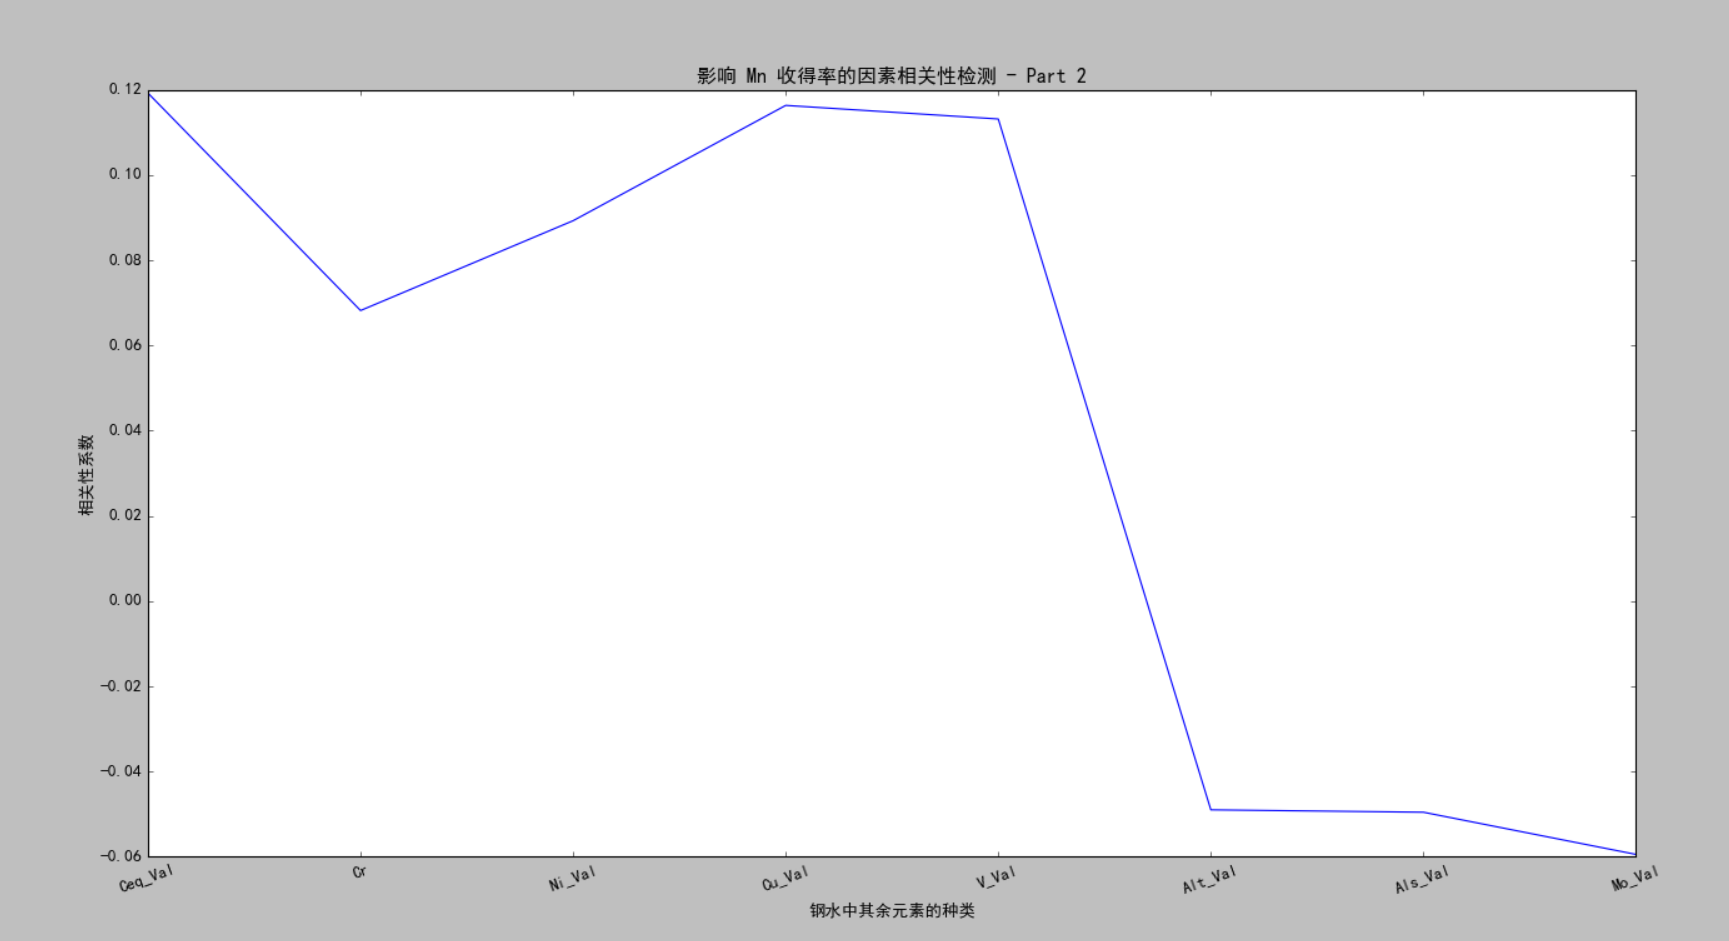 影响 Mn 收得率的因素相关性检测 - Part 2
0.12
0.10
0.08
0.06
0.04
0.02
0.00
-0.02
-0.04
-0.06
相关性系数
Ceq_Val
Cr
Ni_Val
Cu_Val
V_Val
Alt_Val
Als_Val
Mo_Val
钢水中其余元素的种类